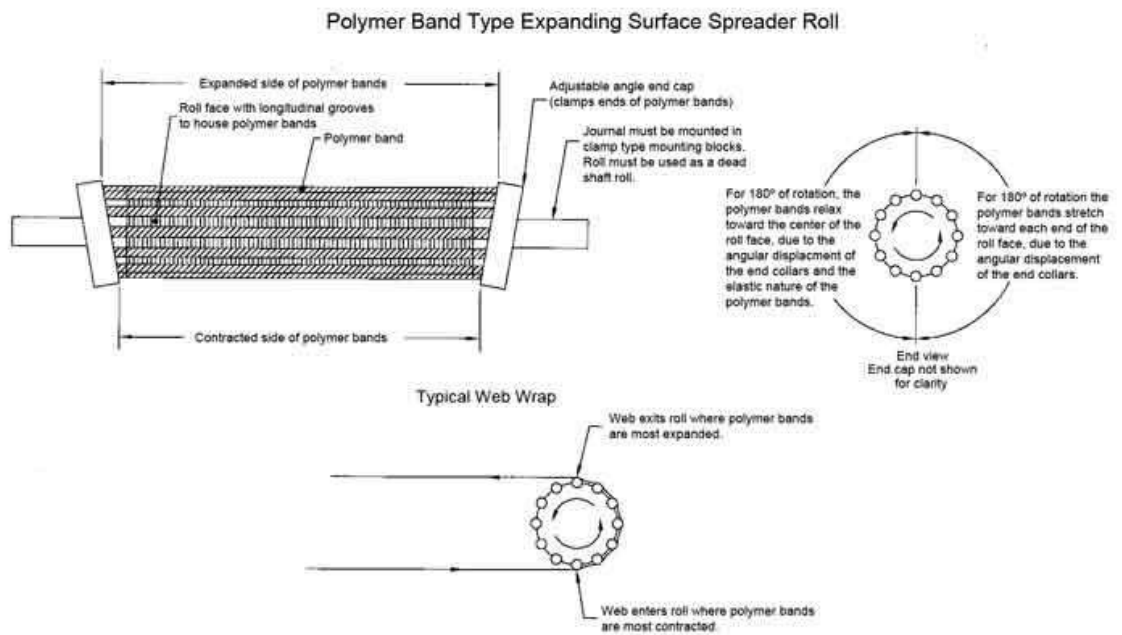 Polymer Band Type Expanding Surface Spreader Roll
Expanded side of polymer bands
Roll face with longitudinal grooves
to house polymer bands
Polymer band
Adjustable angle end cap
(clamps ends of polymer bands)
Journal must be mounted in
clamp type mounting blocks.
Roll must be used as a dead
shaft roll.
Contracted side of polymer bands
For 180º of rotation, the
polymer bands relax
toward the center of the
roll face, due to the
angular displacment of
the end collars and the
elastic nature of the
polymer bands.
For 180º of rotation the
polymer bands stretch
toward each end of the
roll face, due to the
angular displacement
of the end collars.
End view
End cap not shown
for clarity
Typical Web Wrap
Web exits roll where polymer bands
are most expanded.
Web enters roll where polymer bands
are most contracted.